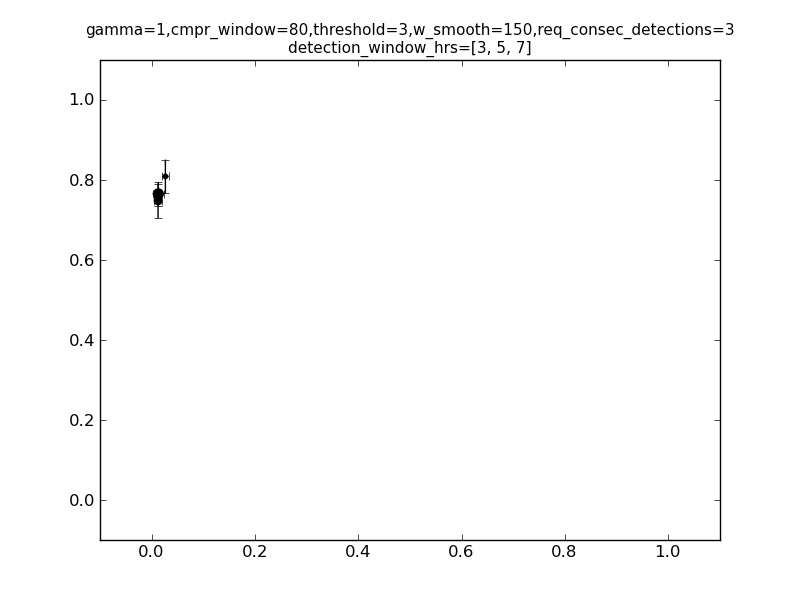 gamma=1,cmpr_window=80,threshold=3,w_smooth=150,req_consec_detections=3
detection_window_hrs=[3, 5, 7]
1.0
0.8
0.6
0.4
0.2
0.0
0.0 0.2 0.4 0.6 0.8 1.0